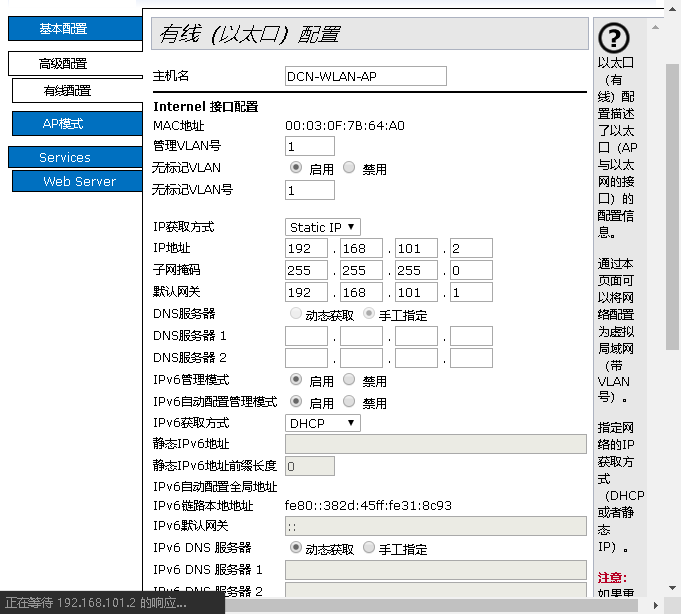 基本配置
高级配置
有线配置
AP模式
Services
Web Server
有线（以太口）配置
主机名 DCN-WLAN-AP
Internet 接口配置
MAC地址 00:03:0F:7B:64:A0
管理VLAN号 1
无标记VLAN 启用 禁用
无标记VLAN号 1
IP获取方式 Static IP
IP地址 192 . 168 . 101 . 2
子网掩码 255 . 255 . 255 . 0
默认网关 192 . 168 . 101 . 1
DNS服务器 动态获取 手工指定
DNS服务器 1 . . .
DNS服务器 2 . . .
IPv6管理模式 启用 禁用
IPv6自动配置管理模式 启用 禁用
IPv6获取方式 DHCP
静态IPv6地址
静态IPv6地址前缀长度 0
IPv6自动配置全局地址
IPv6链路本地地址 fe80::382d:45ff:fe31:8c93
IPv6默认网关 ::
IPv6 DNS 服务器 动态获取 手工指定
IPv6 DNS 服务器 1
IPv6 DNS 服务器 2
?
以太口
（有
线）配
置描述
了以太
口（AP
与以太
网的接
口）的
配置信
息。
通过本
页面可
以将网
络配置
为虚拟
局域网
（带
VLAN
号）。
指定网
络的IP
获取方
式
（DHCP
或者静
态
IP）。
注意:
如果重
正在等待 192.168.101.2 的响应...